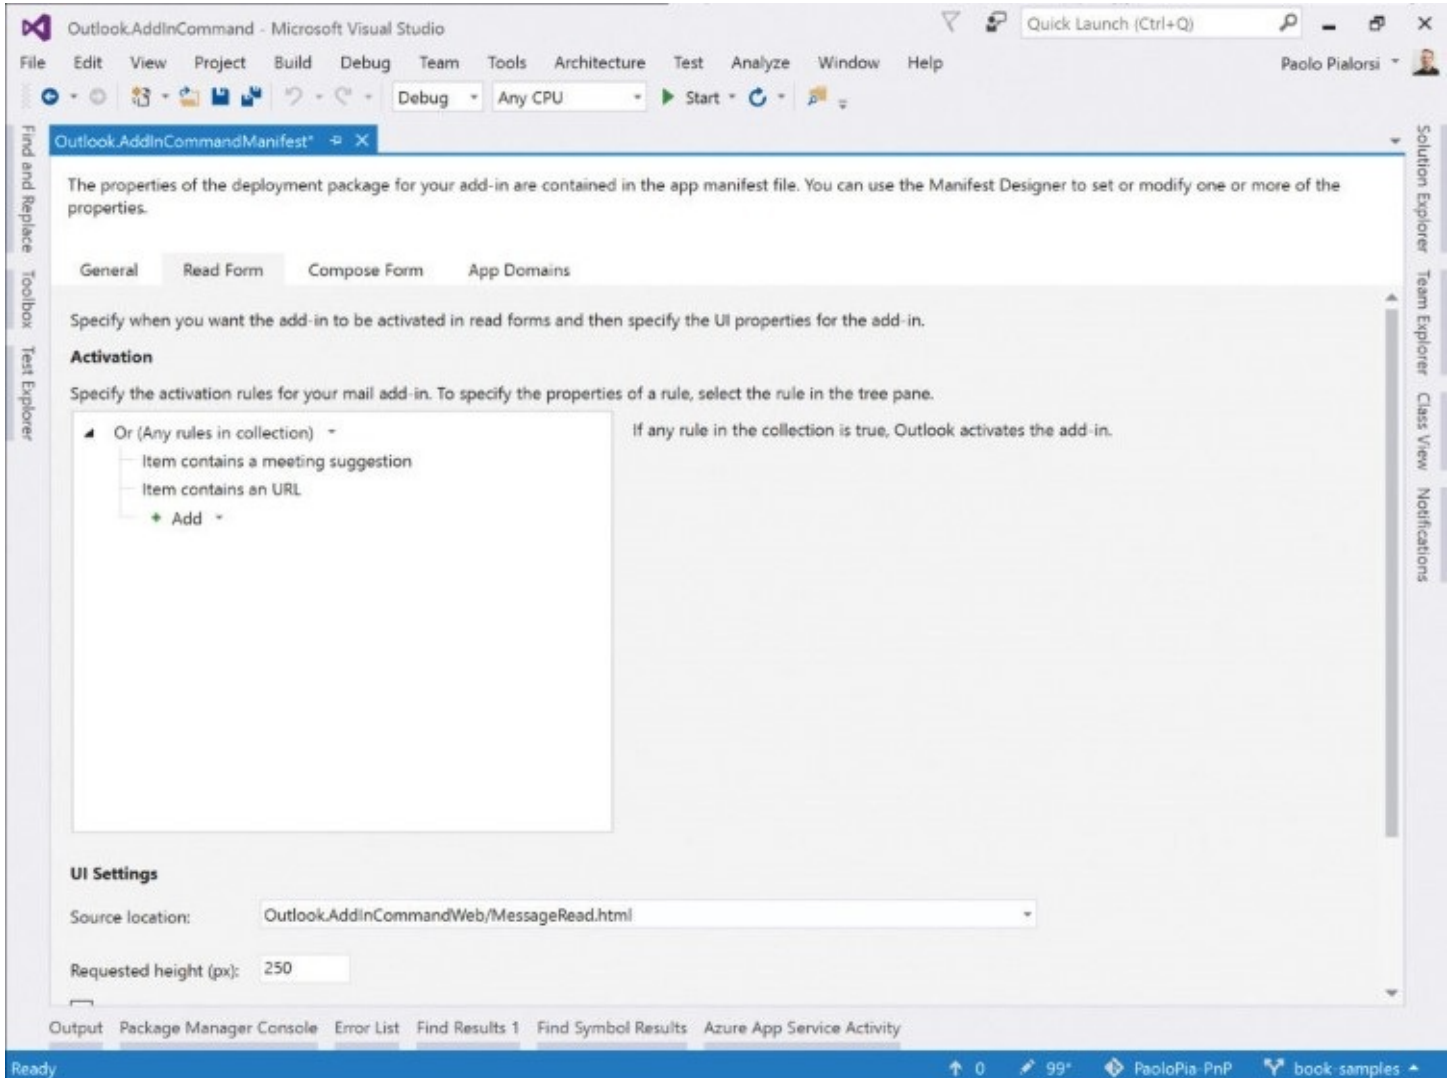 Outlook.AddInCommand - Microsoft Visual Studio
Quick Launch (Ctrl+Q)
File Edit View Project Build Debug Team Tools Architecture Test Analyze Window Help
Paolo Pialorsi
Debug Any CPU Start
Outlook.AddInCommandManifest*
The properties of the deployment package for your add-in are contained in the app manifest file. You can use the Manifest Designer to set or modify one or more of the
properties.
General Read Form Compose Form App Domains
Specify when you want the add-in to be activated in read forms and then specify the UI properties for the add-in.
Activation
Specify the activation rules for your mail add-in. To specify the properties of a rule, select the rule in the tree pane.
Or (Any rules in collection)
If any rule in the collection is true, Outlook activates the add-in.
Item contains a meeting suggestion
Item contains an URL
Add
UI Settings
Source location: Outlook.AddInCommandWeb/MessageRead.html
Requested height (px): 250
Find and Replace
Toolbox
Test Explorer
Solution Explorer
Team Explorer
Class View
Notifications
Output Package Manager Console Error List Find Results 1 Find Symbol Results Azure App Service Activity
Ready
0 99* PaoloPia-PnP book-samples